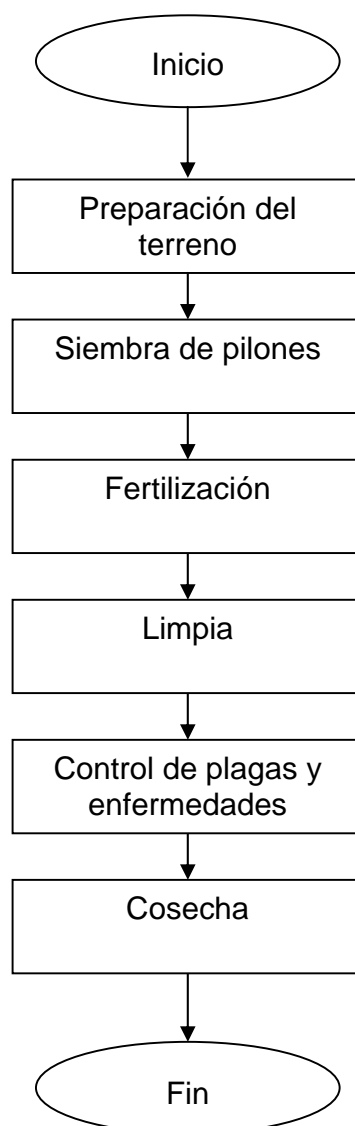 Inicio
Preparación del
terreno
Siembra de pilones
Fertilización
Limpia
Control de plagas y
enfermedades
Cosecha
Fin